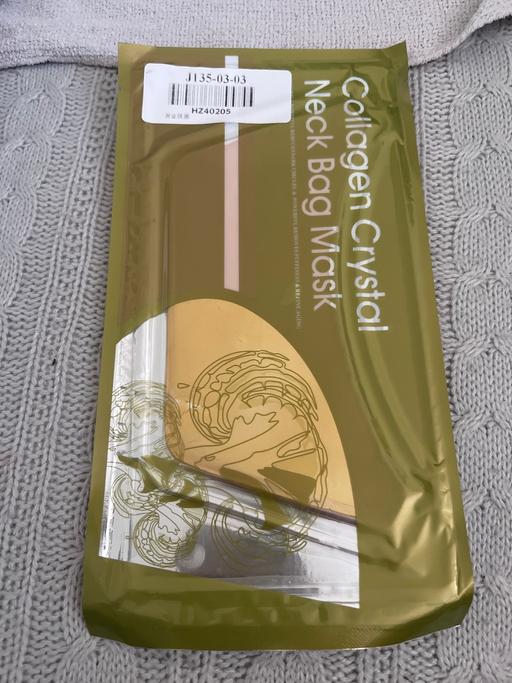 J135-03-03
HZ40205
Collagen Crystal
Neck Bag Mask